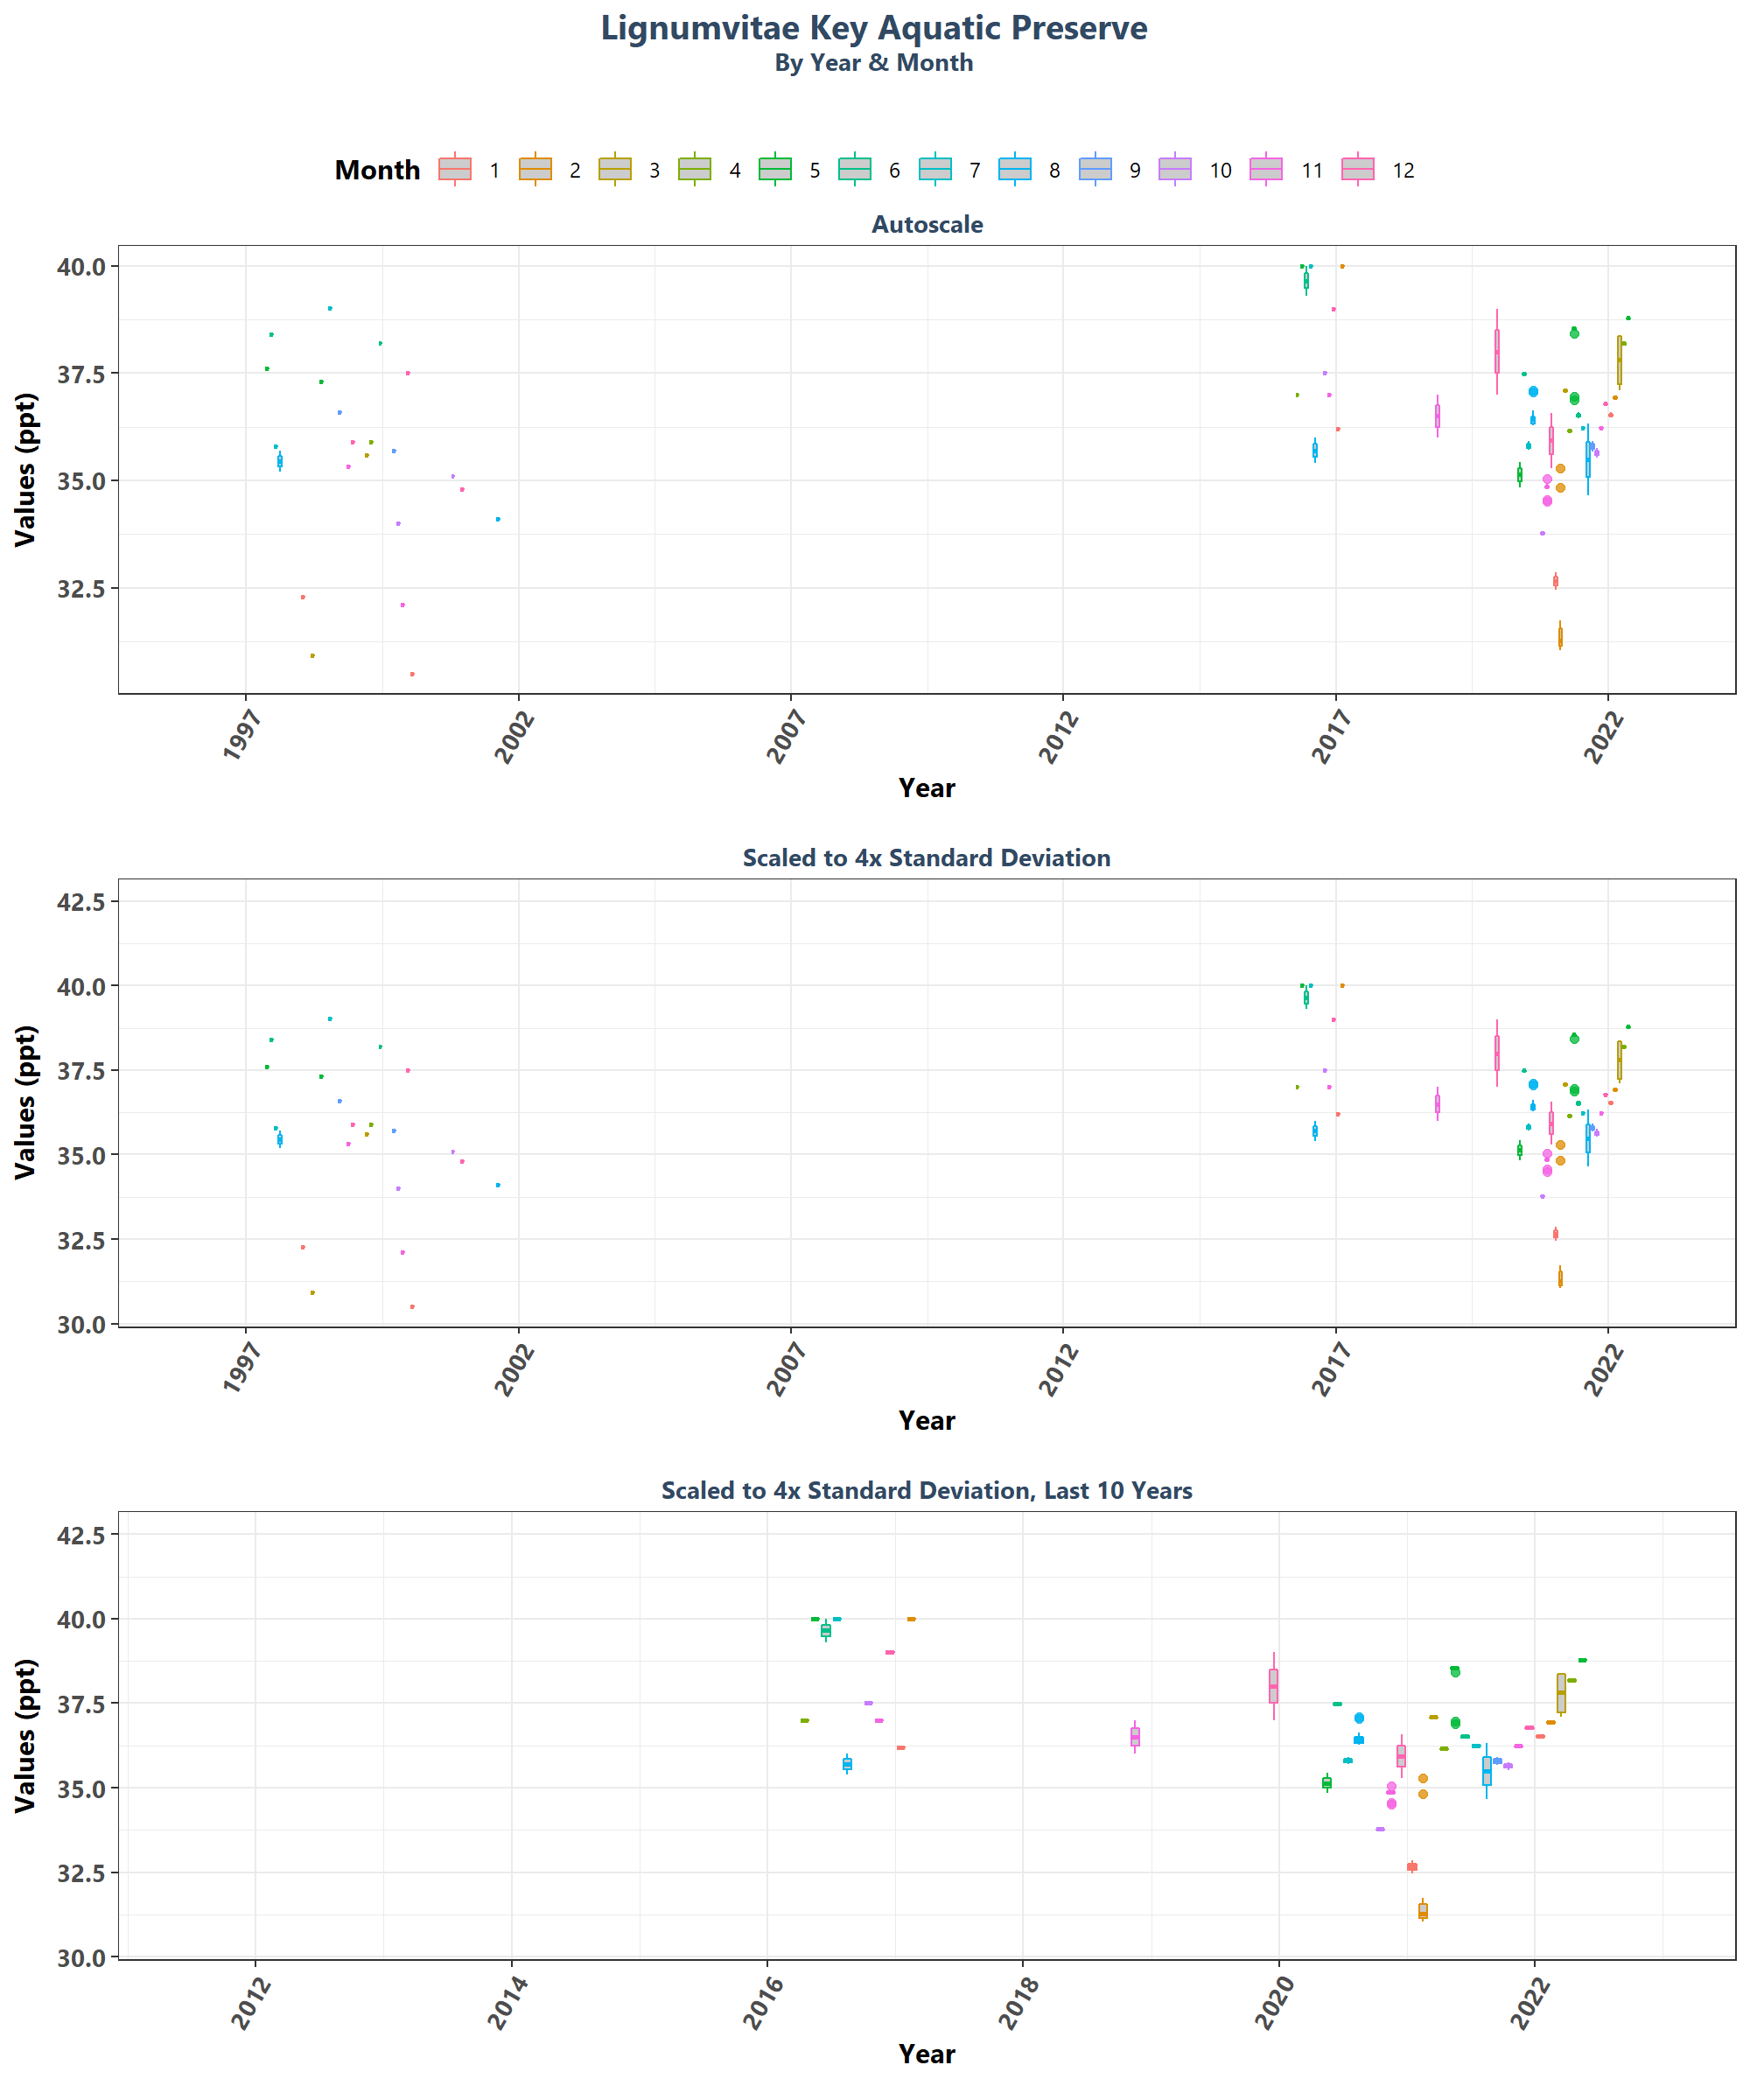 Lignumvitae Key Aquatic Preserve
By Year & Month
Month 1 2 3 4 5 6 7 8 9 10 11 12
Autoscale
40.0
37.5
35.0
32.5
Values (ppt)
1997 2002 2007 2012 2017 2022
Year
Scaled to 4x Standard Deviation
42.5
40.0
37.5
35.0
32.5
30.0
Values (ppt)
1997 2002 2007 2012 2017 2022
Year
Scaled to 4x Standard Deviation, Last 10 Years
42.5
40.0
37.5
35.0
32.5
30.0
Values (ppt)
2012 2014 2016 2018 2020 2022
Year